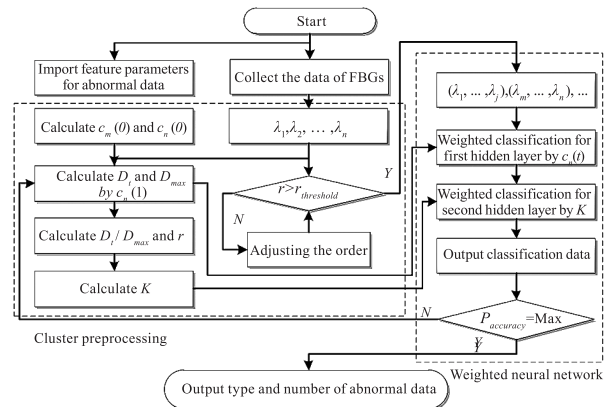 Start
Import feature parameters
for abnormal data
Collect the data of FBGs
Calculate c_m(0) and c_n(0)
λ_1,λ_2, … ,λ_n
Calculate D_t and D_max
by c_n(1)
r>r_threshold
Y
N
Adjusting the order
Calculate D_t/D_max and r
Calculate K
Cluster preprocessing
(λ_1, … ,λ_j),(λ_m, … ,λ_n), …
Weighted classification for
first hidden layer by c_n(t)
Weighted classification for
second hidden layer by K
Output classification data
P_accuracy=Max
N
Y
Weighted neural network
Output type and number of abnormal data